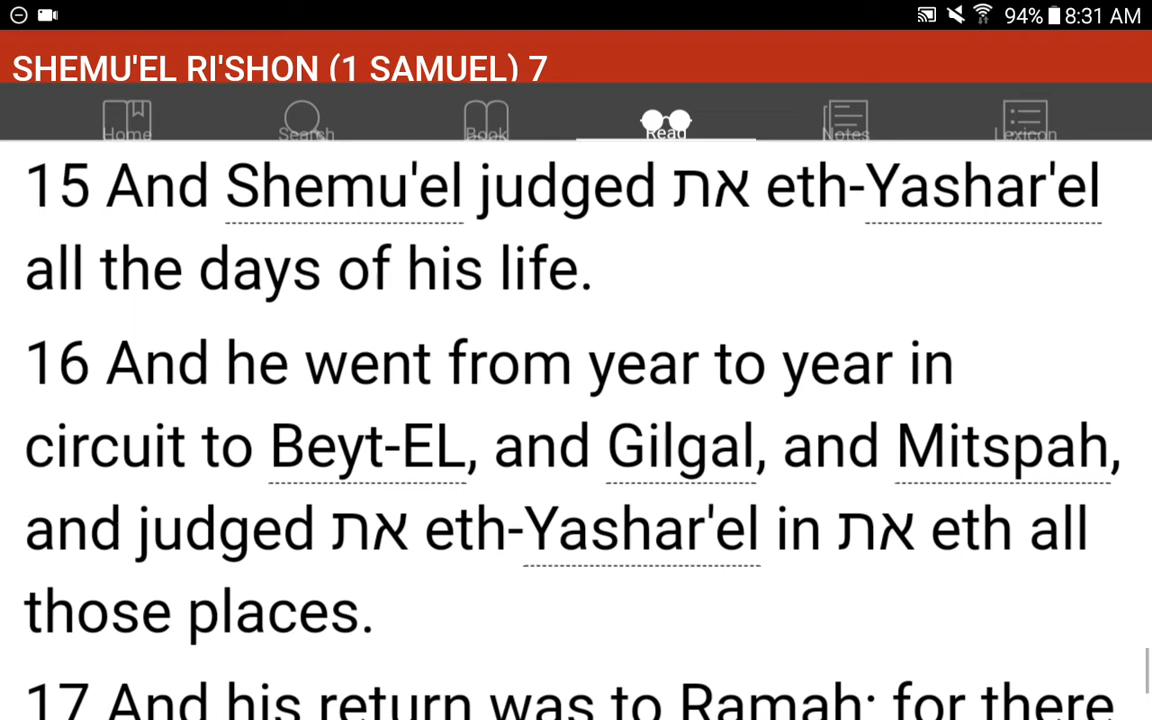 94% 8:31 AM
SHEMU'EL RI'SHON (1 SAMUEL) 7
Home Search Book Read Notes Lexicon
15 And Shemu'el judged את eth-Yashar'el
all the days of his life.
16 And he went from year to year in
circuit to Beyt-EL, and Gilgal, and Mitspah,
and judged את eth-Yashar'el in את eth all
those places.
17 And his return was to Ramah; for there